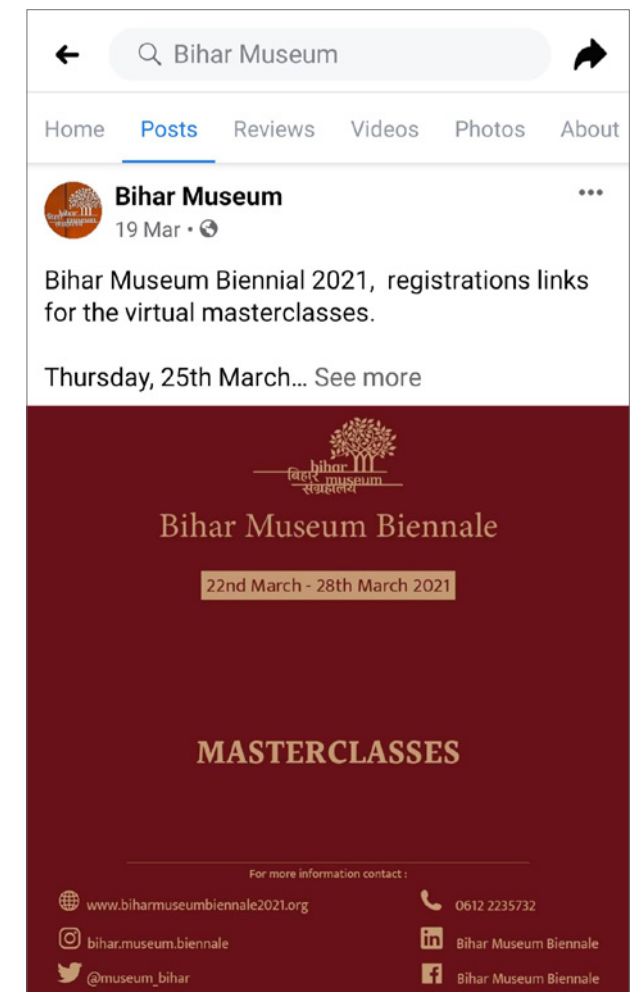 Bihar Museum
Home Posts Reviews Videos Photos About
Bihar Museum
19 Mar
Bihar Museum Biennial 2021, registrations links
for the virtual masterclasses.
Thursday, 25th March... See more
bihar
बिहार museum
संग्रहालय
Bihar Museum Biennale
22nd March - 28th March 2021
MASTERCLASSES
For more information contact :
www.biharmuseumbiennale2021.org
0612 2235732
bihar.museum.biennale
Bihar Museum Biennale
@museum_bihar
Bihar Museum Biennale